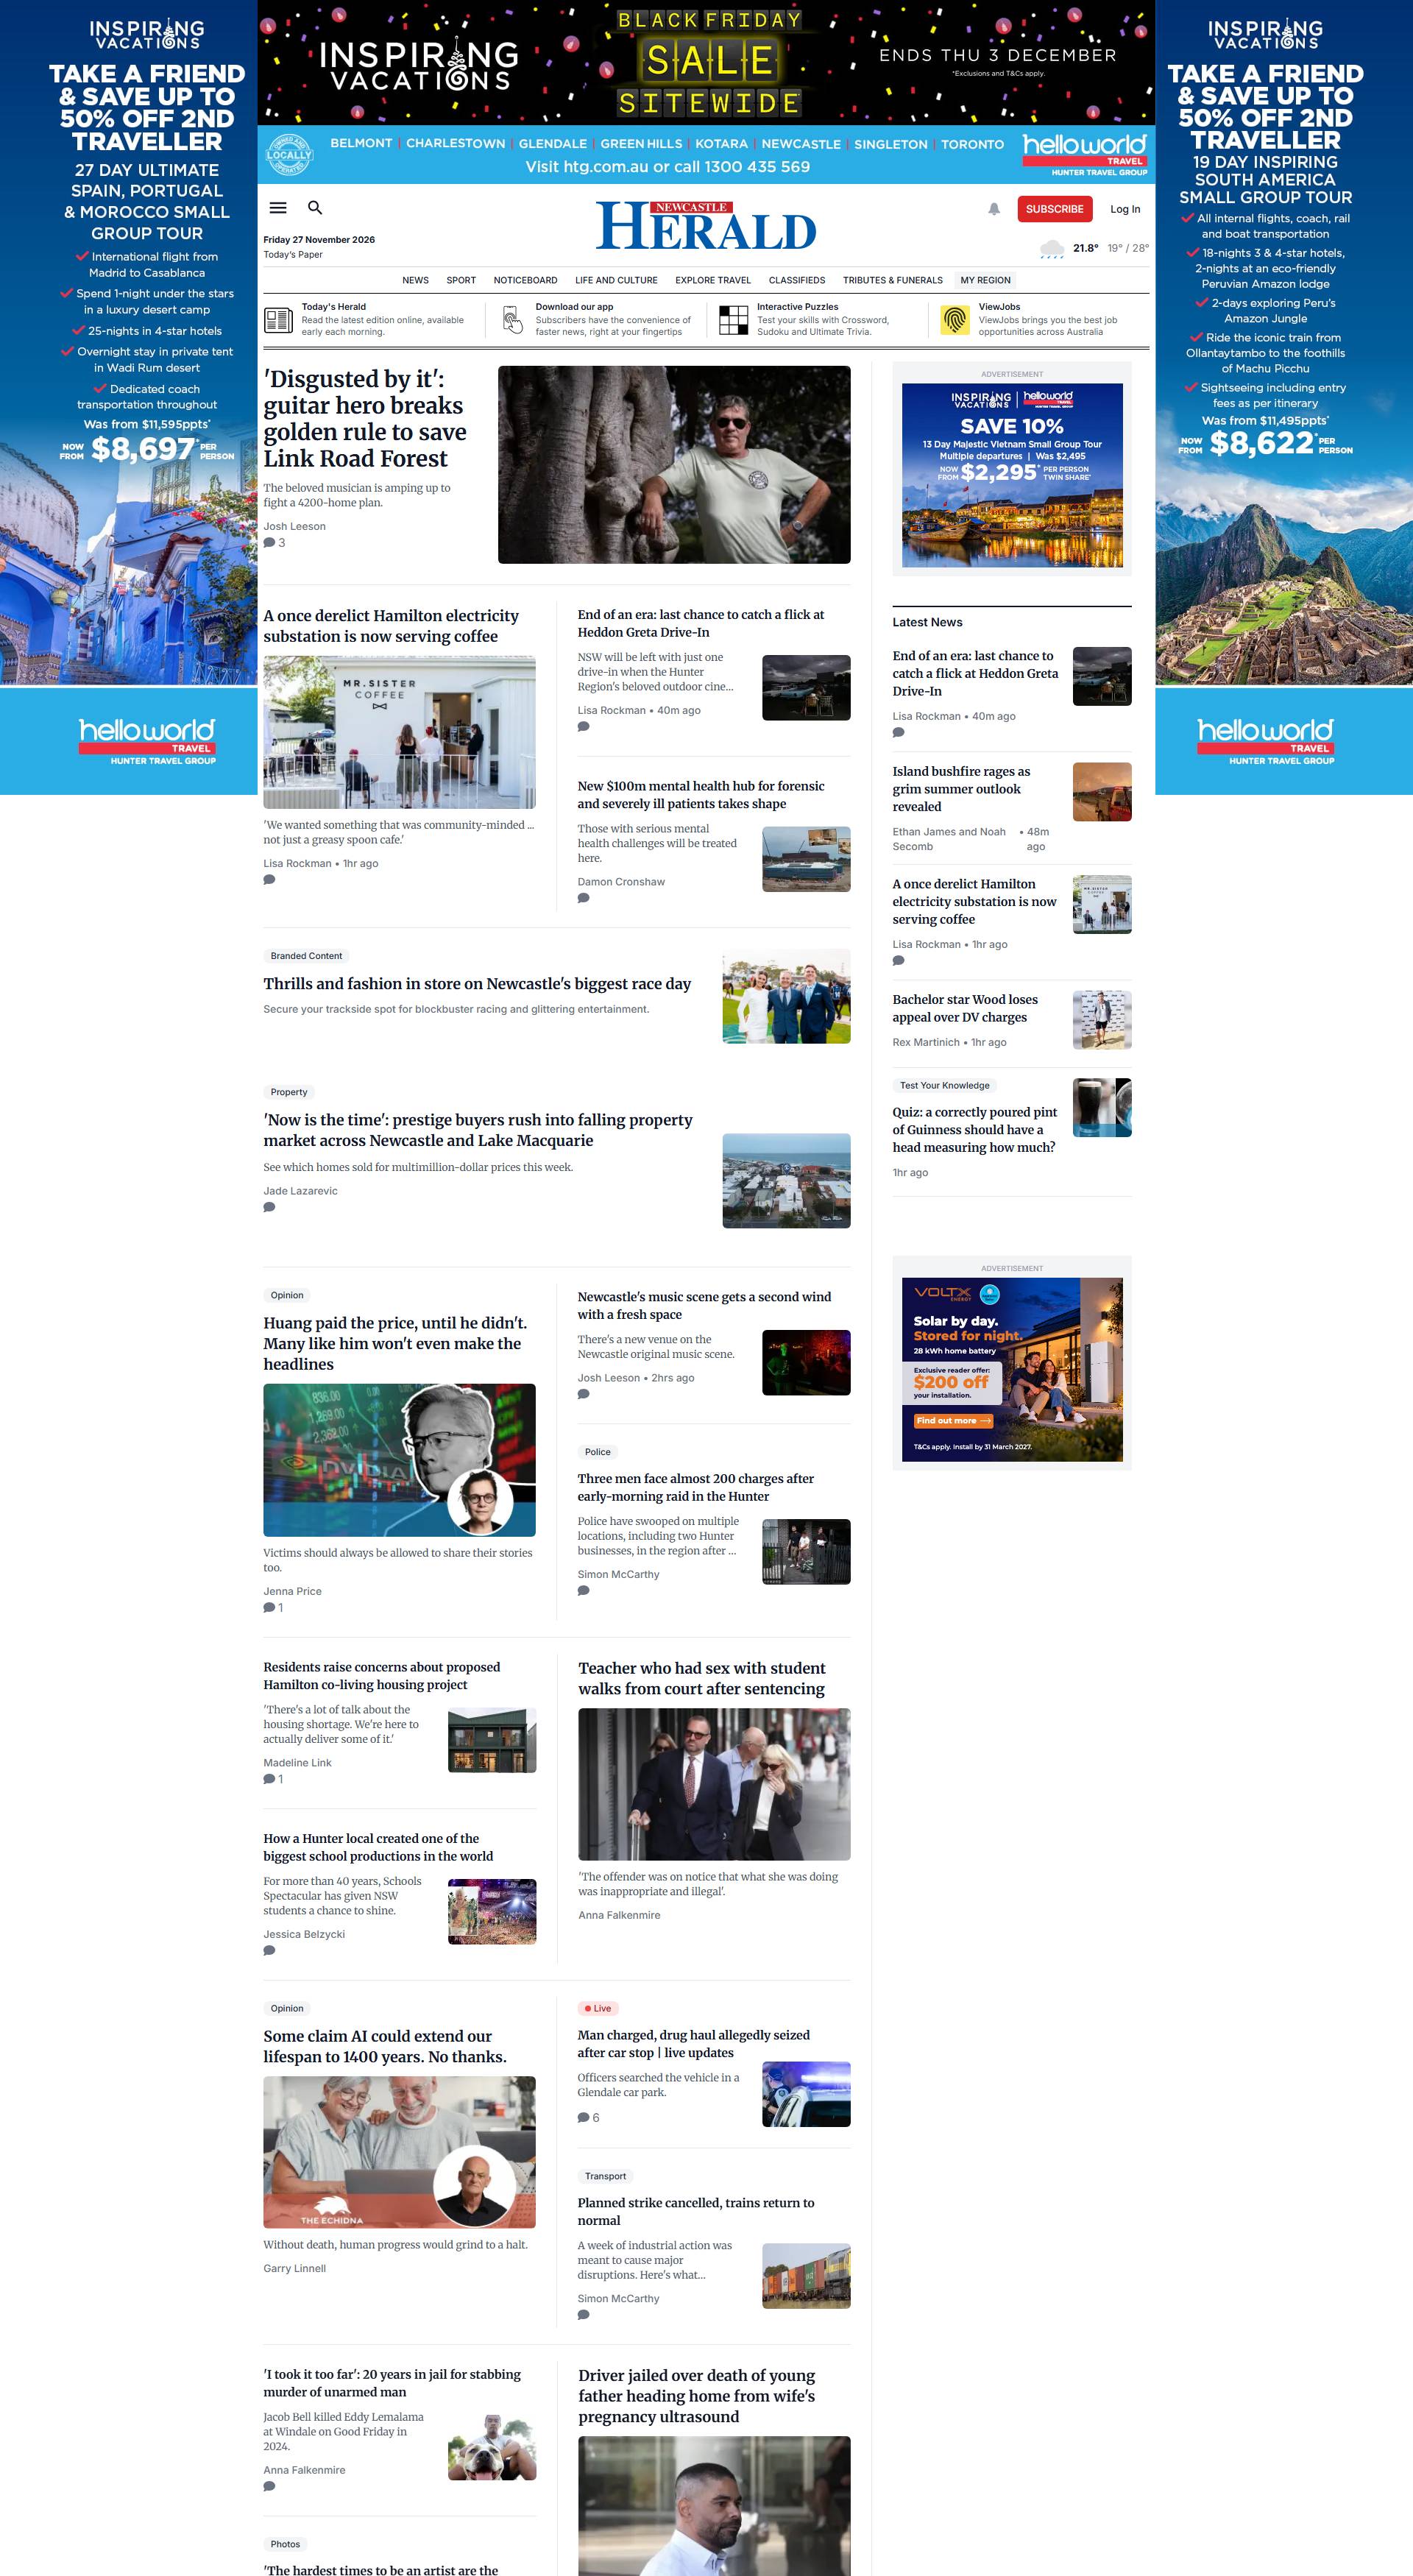 INSPIRING
VACATIONS
TAKE A FRIEND
& SAVE UP TO
50% OFF 2ND
TRAVELLER
27 DAY ULTIMATE
SPAIN, PORTUGAL
& MOROCCO SMALL
GROUP TOUR
International flight from
Madrid to Casablanca
Spend 1-night under the stars
in a luxury desert camp
25-nights in 4-star hotels
Overnight stay in private tent
in Wadi Rum desert
Dedicated coach
transportation throughout
Was from $11,595ppts*
NOW FROM $8,697* PER PERSON
helloworld
TRAVEL
HUNTER TRAVEL GROUP
INSPIRING
VACATIONS
BLACK FRIDAY
SALE
SITEWIDE
ENDS THU 3 DECEMBER
*Exclusions and T&Cs apply.
OWNED AND
LOCALLY
OPERATED
BELMONT | CHARLESTOWN | GLENDALE | GREEN HILLS | KOTARA | NEWCASTLE | SINGLETON | TORONTO
Visit htg.com.au or call 1300 435 569
helloworld
TRAVEL
HUNTER TRAVEL GROUP
INSPIRING
VACATIONS
TAKE A FRIEND
& SAVE UP TO
50% OFF 2ND
TRAVELLER
19 DAY INSPIRING
SOUTH AMERICA
SMALL GROUP TOUR
All internal flights, coach, rail
and boat transportation
18-nights 3 & 4-star hotels,
2-nights at an eco-friendly
Peruvian Amazon lodge
2-days exploring Peru's
Amazon Jungle
Ride the iconic train from
Ollantaytambo to the foothills
of Machu Picchu
Sightseeing including entry
fees as per itinerary
Was from $11,495ppts*
NOW FROM $8,622* PER PERSON
helloworld
TRAVEL
HUNTER TRAVEL GROUP
NEWCASTLE
HERALD
SUBSCRIBE
Log In
Friday 27 November 2026
Today's Paper
21.8° 19° / 28°
NEWS SPORT NOTICEBOARD LIFE AND CULTURE EXPLORE TRAVEL CLASSIFIEDS TRIBUTES & FUNERALS MY REGION
Today's Herald
Read the latest edition online, available
early each morning.
Download our app
Subscribers have the convenience of
faster news, right at your fingertips
Interactive Puzzles
Test your skills with Crossword,
Sudoku and Ultimate Trivia.
ViewJobs
ViewJobs brings you the best job
opportunities across Australia
'Disgusted by it':
guitar hero breaks
golden rule to save
Link Road Forest
The beloved musician is amping up to
fight a 4200-home plan.
Josh Leeson
3
A once derelict Hamilton electricity
substation is now serving coffee
MR.SISTER
COFFEE
'We wanted something that was community-minded ...
not just a greasy spoon cafe.'
Lisa Rockman • 1hr ago
End of an era: last chance to catch a flick at
Heddon Greta Drive-In
NSW will be left with just one
drive-in when the Hunter
Region's beloved outdoor cine...
Lisa Rockman • 40m ago
New $100m mental health hub for forensic
and severely ill patients takes shape
Those with serious mental
health challenges will be treated
here.
Damon Cronshaw
Branded Content
Thrills and fashion in store on Newcastle's biggest race day
Secure your trackside spot for blockbuster racing and glittering entertainment.
Property
'Now is the time': prestige buyers rush into falling property
market across Newcastle and Lake Macquarie
See which homes sold for multimillion-dollar prices this week.
Jade Lazarevic
Opinion
Huang paid the price, until he didn't.
Many like him won't even make the
headlines
836.00
1,269.00
2,362.00
NVIDIA
Victims should always be allowed to share their stories
too.
Jenna Price
1
Newcastle's music scene gets a second wind
with a fresh space
There's a new venue on the
Newcastle original music scene.
Josh Leeson • 2hrs ago
Police
Three men face almost 200 charges after
early-morning raid in the Hunter
Police have swooped on multiple
locations, including two Hunter
businesses, in the region after ...
Simon McCarthy
Residents raise concerns about proposed
Hamilton co-living housing project
'There's a lot of talk about the
housing shortage. We're here to
actually deliver some of it.'
Madeline Link
1
How a Hunter local created one of the
biggest school productions in the world
For more than 40 years, Schools
Spectacular has given NSW
students a chance to shine.
Jessica Belzycki
Teacher who had sex with student
walks from court after sentencing
'The offender was on notice that what she was doing
was inappropriate and illegal'.
Anna Falkenmire
Opinion
Some claim AI could extend our
lifespan to 1400 years. No thanks.
THE ECHIDNA
Without death, human progress would grind to a halt.
Garry Linnell
Live
Man charged, drug haul allegedly seized
after car stop | live updates
Officers searched the vehicle in a
Glendale car park.
6
Transport
Planned strike cancelled, trains return to
normal
A week of industrial action was
meant to cause major
disruptions. Here's what...
Simon McCarthy
'I took it too far': 20 years in jail for stabbing
murder of unarmed man
Jacob Bell killed Eddy Lemalama
at Windale on Good Friday in
2024.
Anna Falkenmire
Photos
'The hardest times to be an artist are the
Driver jailed over death of young
father heading home from wife's
pregnancy ultrasound
ADVERTISEMENT
INSPIRING VACATIONS | helloworld TRAVEL
SAVE 10%
13 Day Majestic Vietnam Small Group Tour
Multiple departures | Was $2,495
NOW FROM $2,295* PER PERSON TWIN SHARE*
Latest News
End of an era: last chance to
catch a flick at Heddon Greta
Drive-In
Lisa Rockman • 40m ago
Island bushfire rages as
grim summer outlook
revealed
Ethan James and Noah Secomb • 48m ago
A once derelict Hamilton
electricity substation is now
serving coffee
Lisa Rockman • 1hr ago
Bachelor star Wood loses
appeal over DV charges
Rex Martinich • 1hr ago
Test Your Knowledge
Quiz: a correctly poured pint
of Guinness should have a
head measuring how much?
1hr ago
ADVERTISEMENT
VOLTX
ENERGY
Solar by day.
Stored for night.
28 kWh home battery
Exclusive reader offer:
$200 off
your installation.
Find out more
T&Cs apply. Install by 31 March 2027.